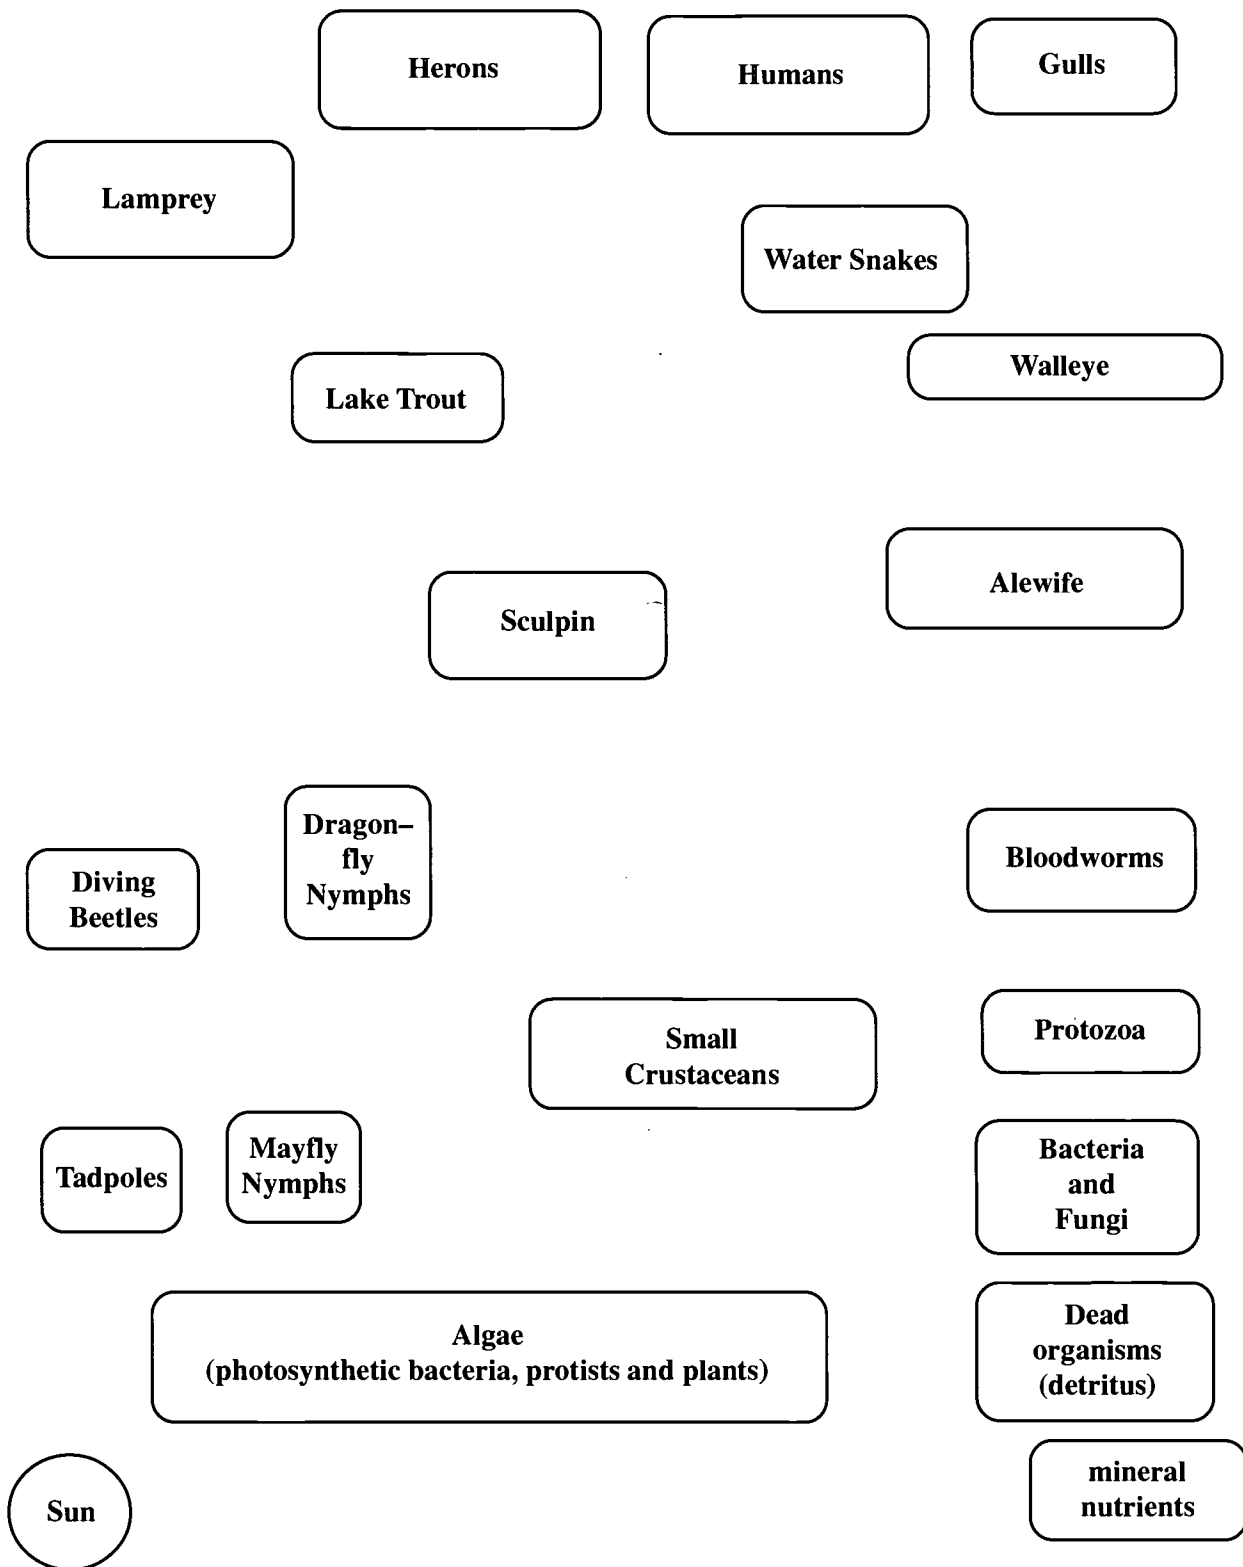 Herons
Humans
Gulls
Lamprey
Water Snakes
Walleye
Lake Trout
Alewife
Sculpin
Dragon–
fly
Nymphs
Bloodworms
Diving
Beetles
Small
Crustaceans
Protozoa
Tadpoles
Mayfly
Nymphs
Bacteria
and
Fungi
Algae
(photosynthetic bacteria, protists and plants)
Dead
organisms
(detritus)
Sun
mineral
nutrients